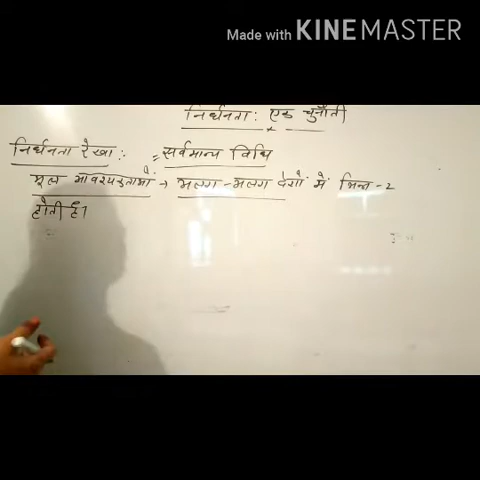 Made with KINEMASTER
निर्धनता: एक चुनौती
निर्धनता रेखा: = सर्वमान्य विधि
मूल आवश्यकताओं → अलग-अलग देशों में भिन्न-2
होती है।